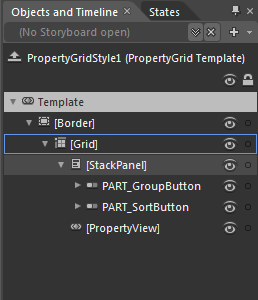 Objects and Timeline × States
(No Storyboard open)
PropertyGridStyle1 (PropertyGrid Template)
Template
[Border]
[Grid]
[StackPanel]
PART_GroupButton
PART_SortButton
[PropertyView]